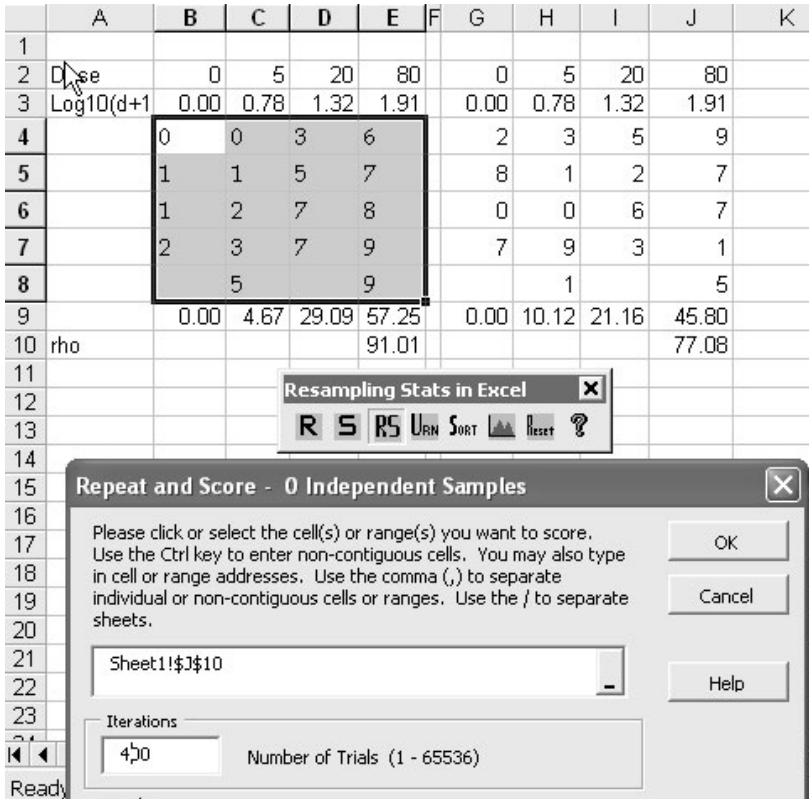 A B C D E F G H I J K
1
2 Dose 0 5 20 80 0 5 20 80
3 Log10(d+1 0.00 0.78 1.32 1.91 0.00 0.78 1.32 1.91
4 0 0 3 6 2 3 5 9
5 1 1 5 7 8 1 2 7
6 1 2 7 8 0 0 6 7
7 2 3 7 9 7 9 3 1
8 5 9 1 5
9 0.00 4.67 29.09 57.25 0.00 10.12 21.16 45.80
10 rho 91.01 77.08
11
12
13
14
15
16
17
18
19
20
21
22
23
Resampling Stats in Excel
R S RS URN SORT Reset ?
Repeat and Score - 0 Independent Samples
Please click or select the cell(s) or range(s) you want to score.
Use the Ctrl key to enter non-contiguous cells. You may also type
in cell or range addresses. Use the comma (,) to separate
individual or non-contiguous cells or ranges. Use the / to separate
sheets.
OK
Cancel
Help
Sheet1!$J$10
Iterations
400 Number of Trials (1 - 65536)
Ready